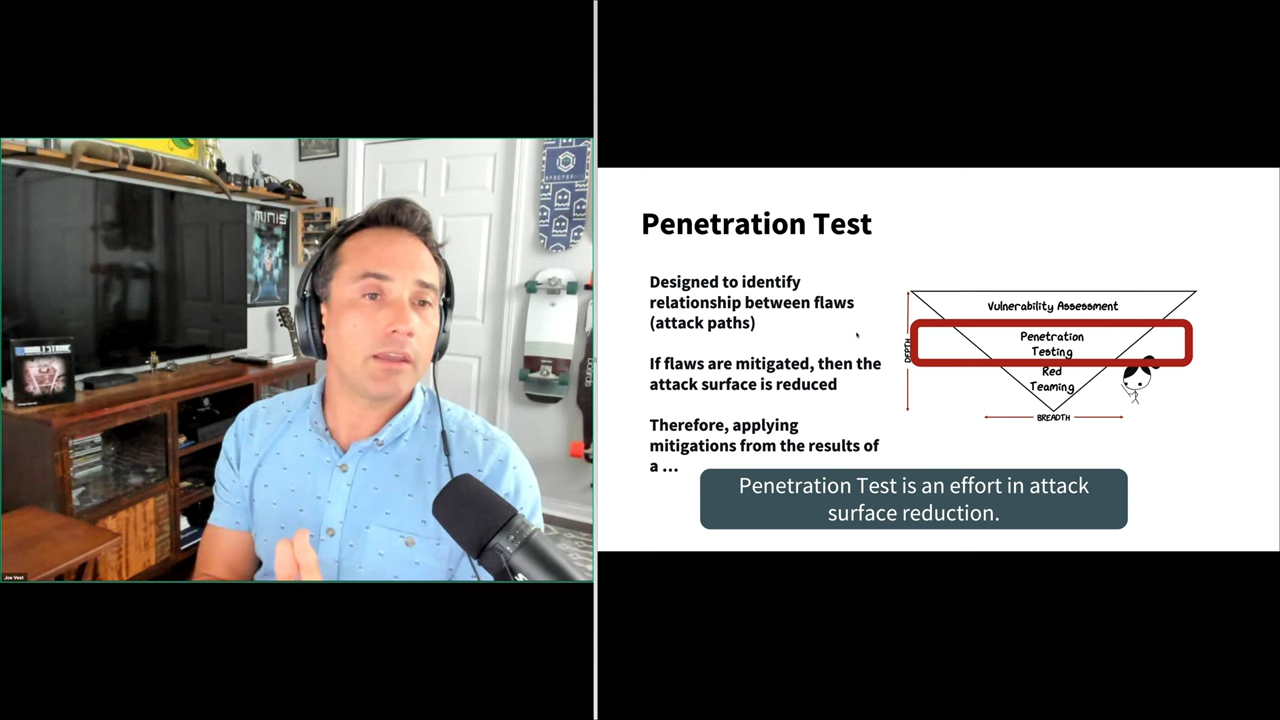 MINIS
SPECTER
Joe Vest
Penetration Test
Designed to identify
relationship between flaws
(attack paths)
If flaws are mitigated, then the
attack surface is reduced
Therefore, applying
mitigations from the results of
a ...
Vulnerability Assessment
Penetration
Testing
Red
Teaming
DEPTH
BREADTH
Penetration Test is an effort in attack
surface reduction.